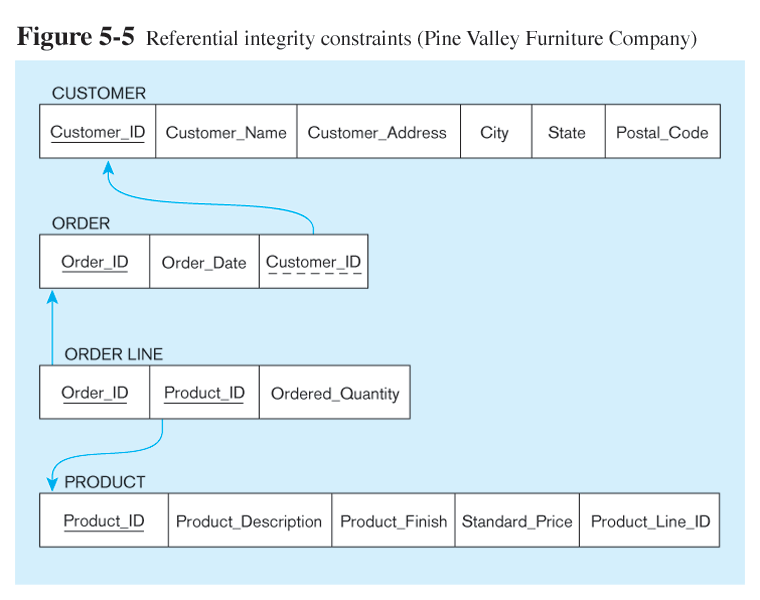 Figure 5-5 Referential integrity constraints (Pine Valley Furniture Company)
CUSTOMER
Customer_ID Customer_Name Customer_Address City State Postal_Code
ORDER
Order_ID Order_Date Customer_ID
ORDER LINE
Order_ID Product_ID Ordered_Quantity
PRODUCT
Product_ID Product_Description Product_Finish Standard_Price Product_Line_ID